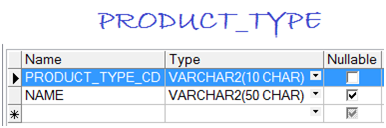 PRODUCT_TYPE
Name Type Nullable
PRODUCT_TYPE_CD VARCHAR2(10 CHAR)
NAME VARCHAR2(50 CHAR)